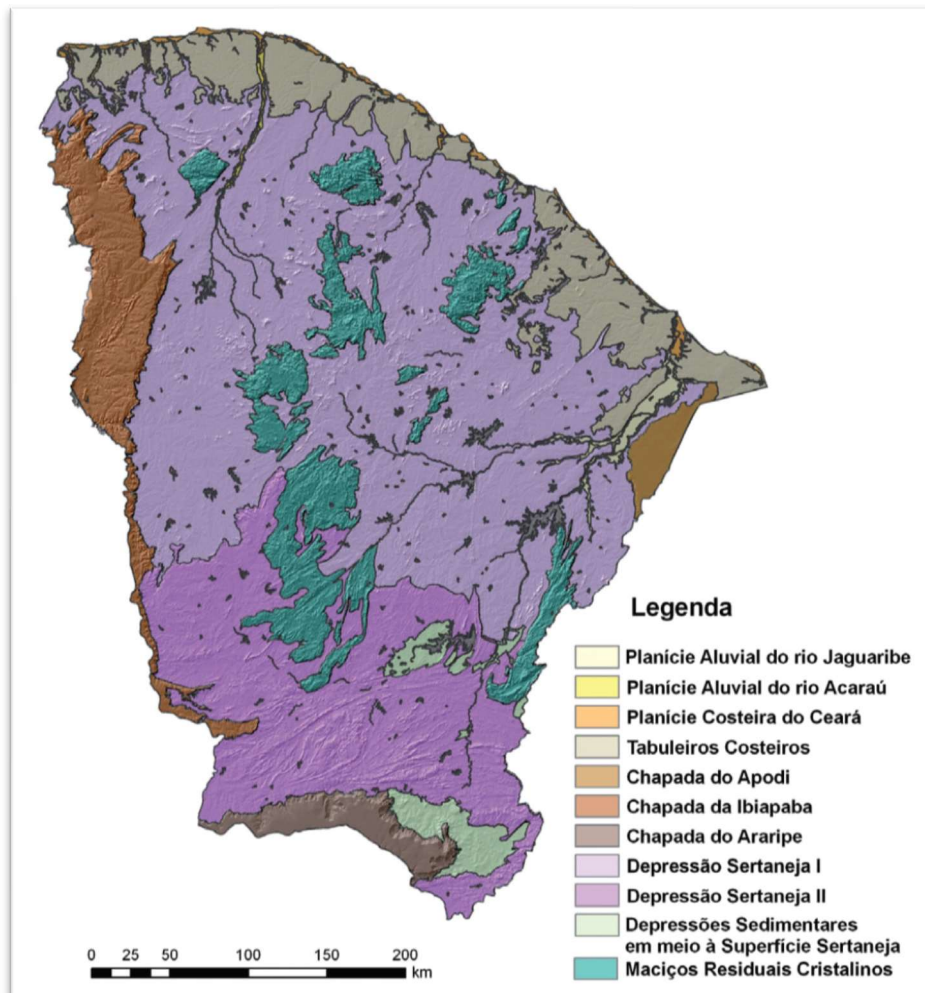 Legenda
Planície Aluvial do rio Jaguaribe
Planície Aluvial do rio Acaraú
Planície Costeira do Ceará
Tabuleiros Costeiros
Chapada do Apodi
Chapada da Ibiapaba
Chapada do Araripe
Depressão Sertaneja I
Depressão Sertaneja II
Depressões Sedimentares
em meio à Superfície Sertaneja
Maciços Residuais Cristalinos
0 25 50 100 150 200
km